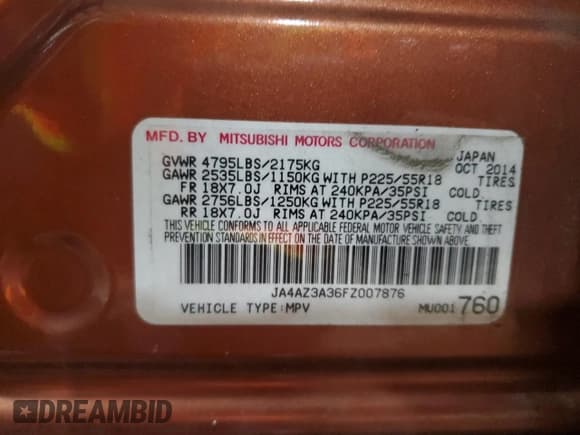 MFD. BY MITSUBISHI MOTORS CORPORATION
JAPAN
GVWR 4795LBS/2175KG OCT 2014
GAWR 2535LBS/1150KG WITH P225/55R18 TIRES
FR 18X7.0J RIMS AT 240KPA/35PSI COLD
GAWR 2756LBS/1250KG WITH P225/55R18 TIRES
RR 18X7.0J RIMS AT 240KPA/35PSI COLD
THIS VEHICLE CONFORMS TO ALL APPLICABLE FEDERAL MOTOR VEHICLE SAFETY AND THEFT
PREVENTION STANDARDS IN EFFECT ON THE DATE OF MANUFACTURE SHOWN ABOVE.
JA4AZ3A36FZ007876
VEHICLE TYPE:MPV MU001760
DREAMBID